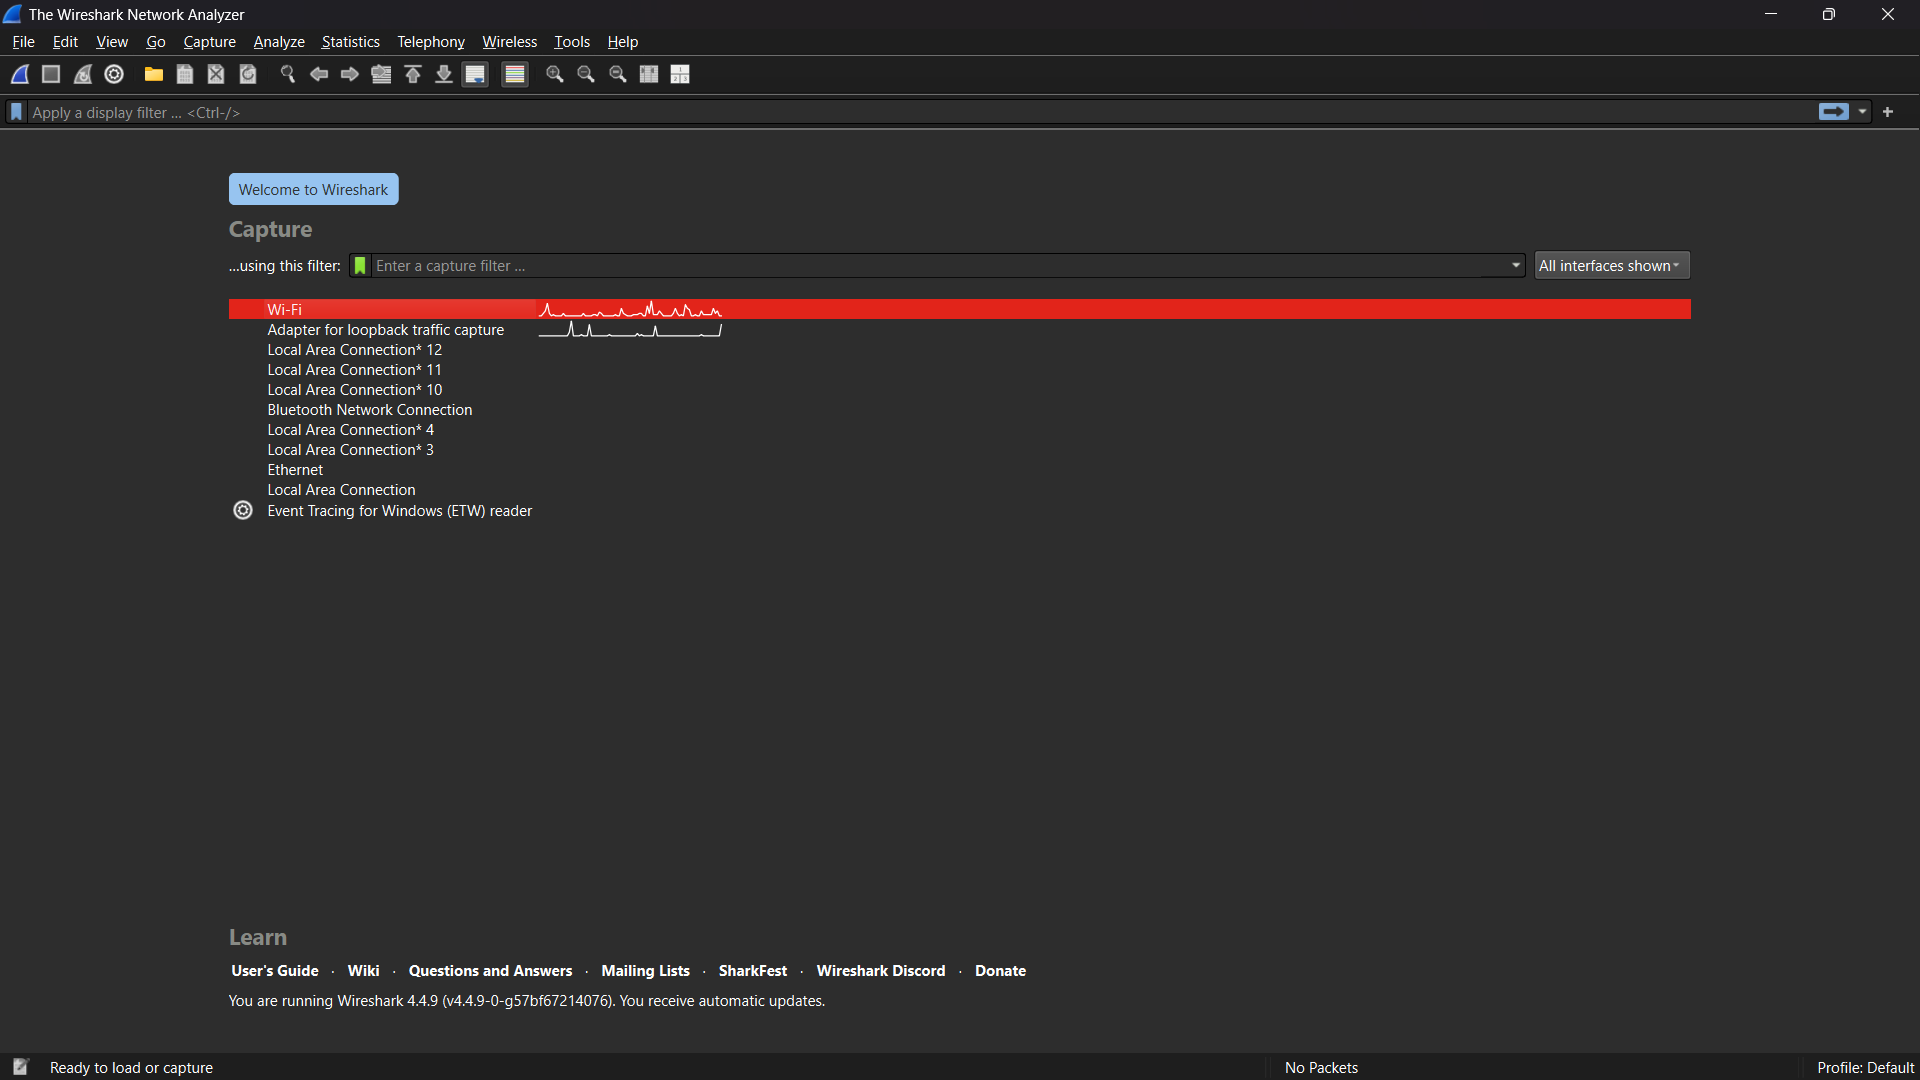 The Wireshark Network Analyzer
File Edit View Go Capture Analyze Statistics Telephony Wireless Tools Help
Apply a display filter ... <Ctrl-/>
Welcome to Wireshark
Capture
...using this filter: Enter a capture filter ... All interfaces shown
Wi-Fi
Adapter for loopback traffic capture
Local Area Connection* 12
Local Area Connection* 11
Local Area Connection* 10
Bluetooth Network Connection
Local Area Connection* 4
Local Area Connection* 3
Ethernet
Local Area Connection
Event Tracing for Windows (ETW) reader
Learn
User's Guide · Wiki · Questions and Answers · Mailing Lists · SharkFest · Wireshark Discord · Donate
You are running Wireshark 4.4.9 (v4.4.9-0-g57bf67214076). You receive automatic updates.
Ready to load or capture No Packets Profile: Default